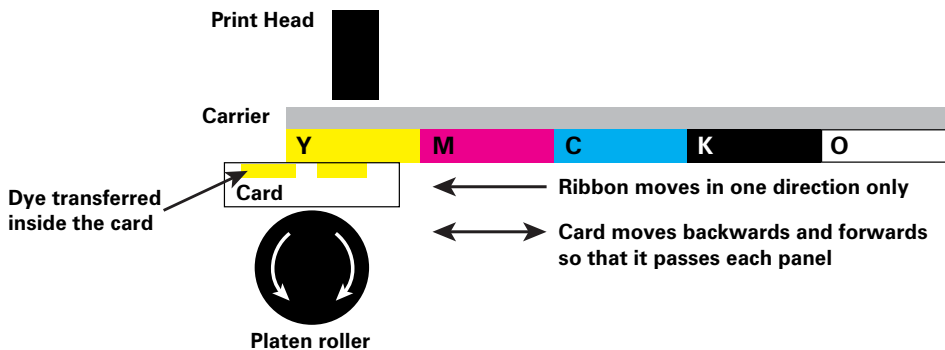 Print Head
Carrier
Y M C K O
Card
Dye transferred
inside the card
Ribbon moves in one direction only
Card moves backwards and forwards
so that it passes each panel
Platen roller